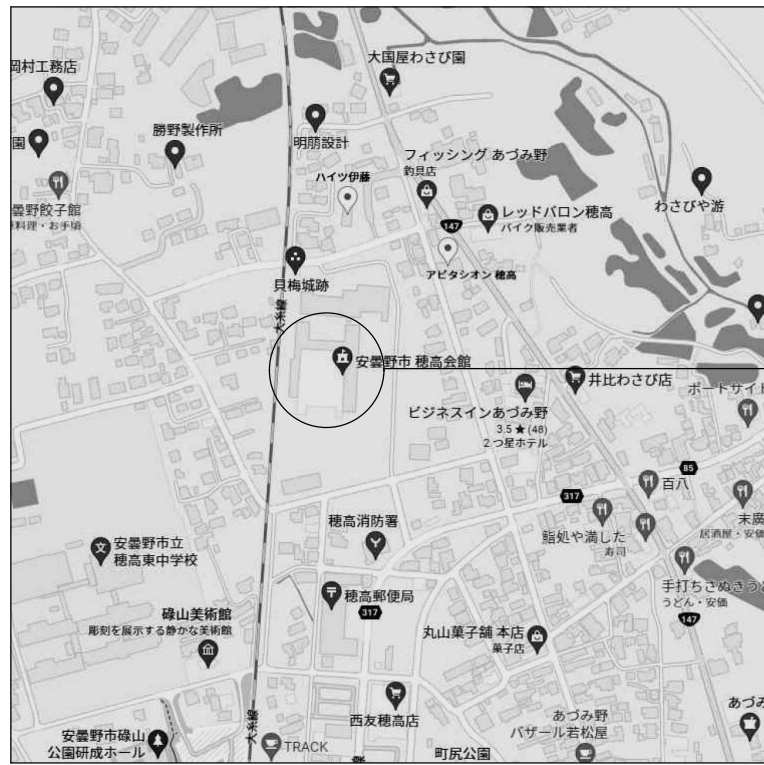 大国屋わさび園
岡村工務店
勝野製作所
明朋設計
園
フィッシング あづみ野
釣具店
ハイツ伊藤
曇野餃子館
料理・お手頃
わさびや游
レッドバロン穂高
バイク販売業者
147
アビタシオン 穂高
貝梅城跡
大糸線
安曇野市 穂高会館
井比わさび店
ポートサイド
ビジネスインあづみ野
3.5 ★ (48)
2 つ星ホテル
85
百八
317
末廣
居酒屋・安価
鮨処や満した
寿司
穂高消防署
安曇野市立
穂高東中学校
手打ちさぬきうど
うどん・安価
穂高郵便局
317
147
碌山美術館
彫刻を展示する静かな美術館
丸山菓子舗 本店
菓子店
西友穂高店
あづみ野
バザール若松屋
あづみ
大糸線
安曇野市碌山
公園研成ホール
TRACK
町尻公園